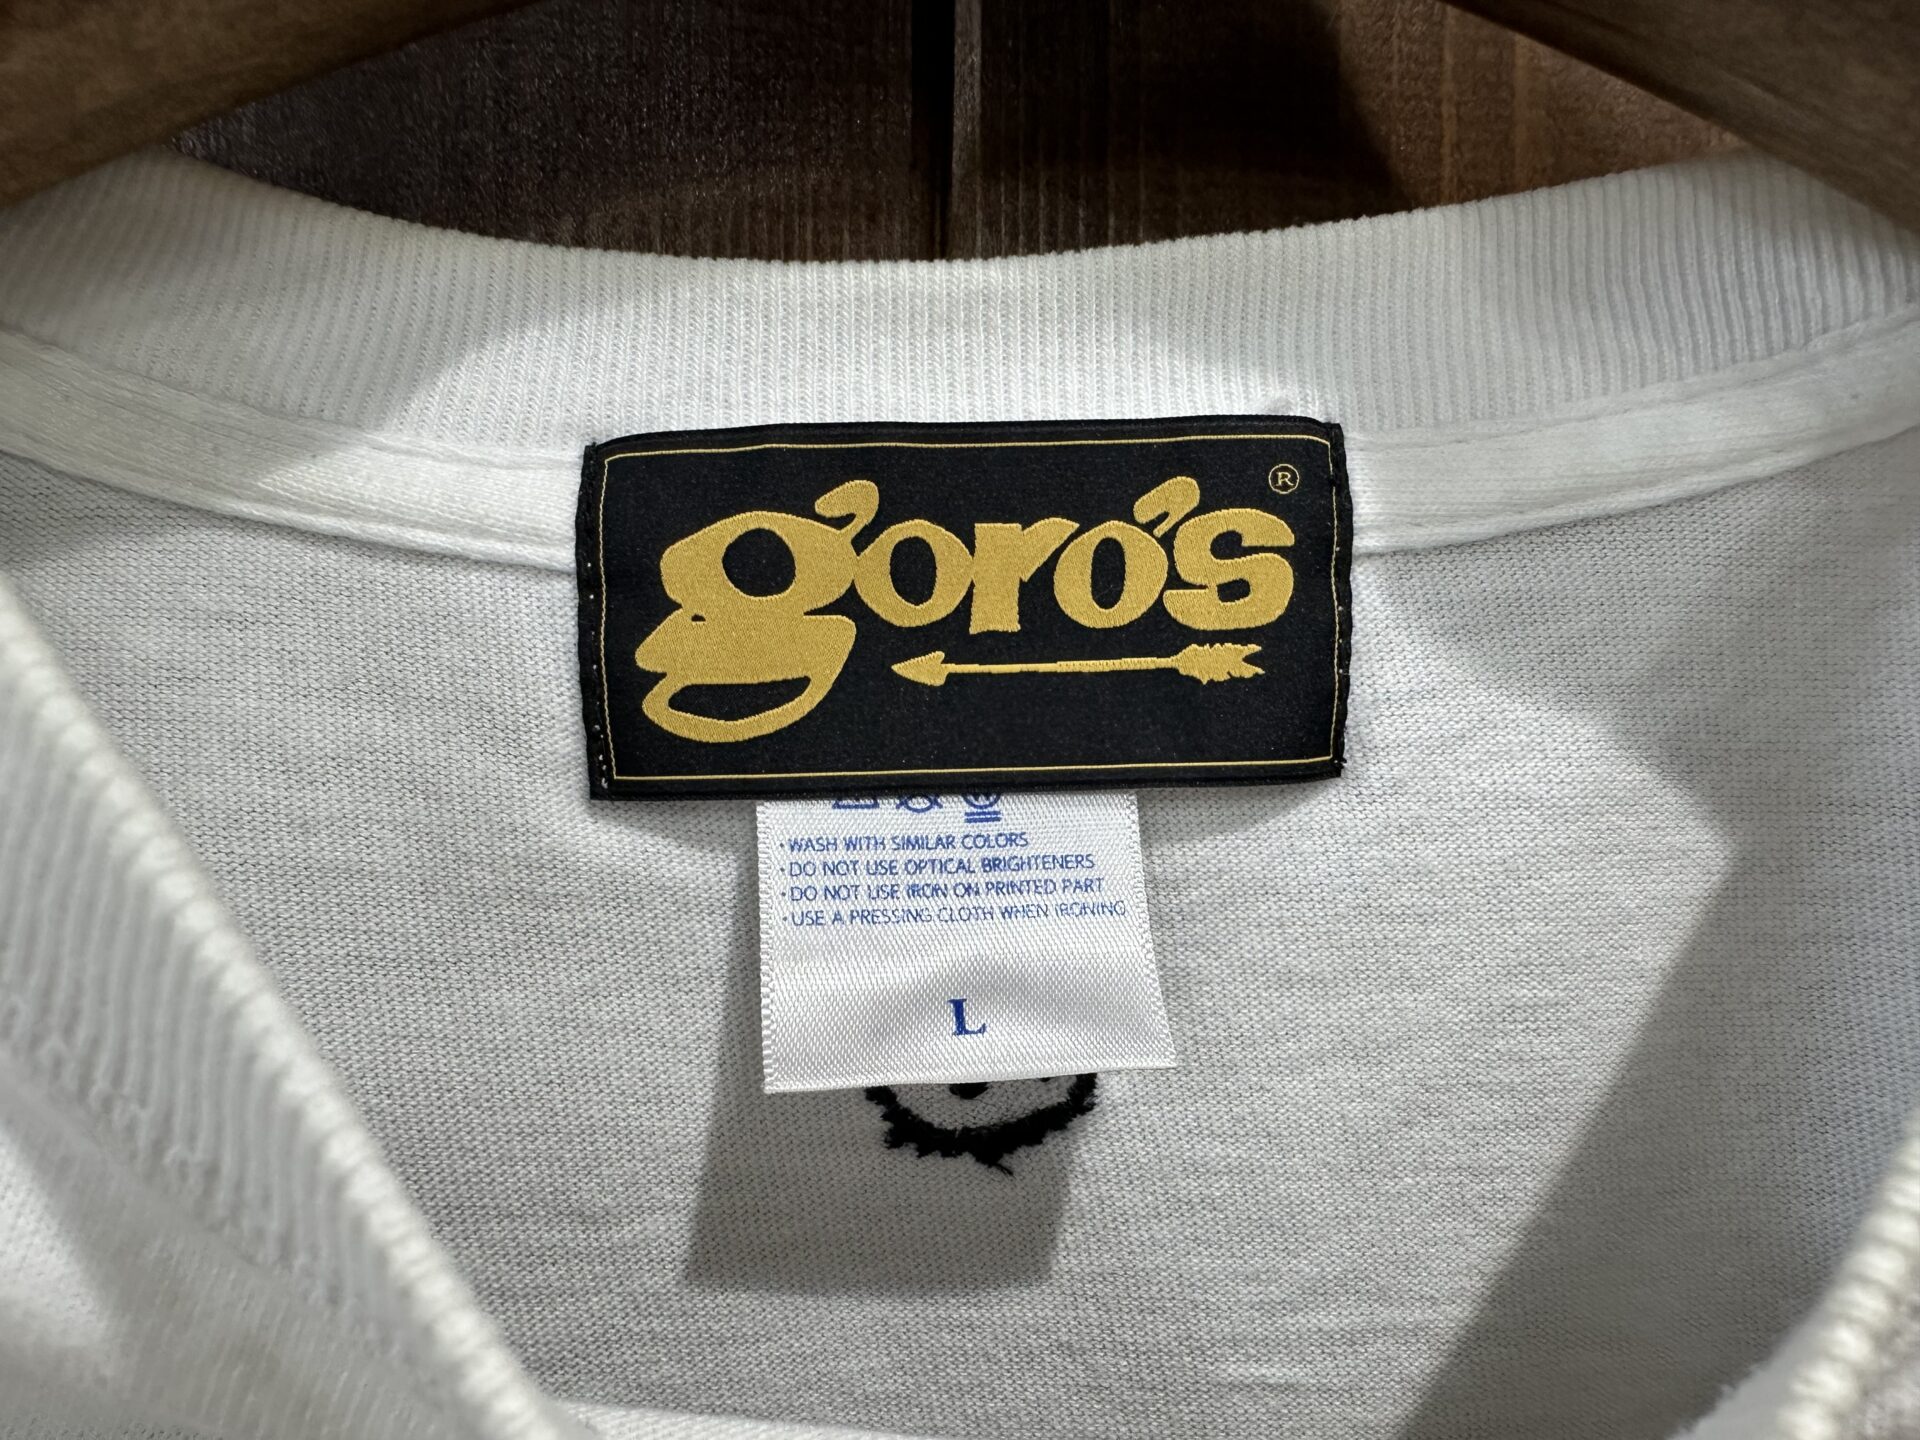 goro's ®
· WASH WITH SIMILAR COLORS
· DO NOT USE OPTICAL BRIGHTENERS
· DO NOT USE IRON ON PRINTED PART
· USE A PRESSING CLOTH WHEN IRONING
L